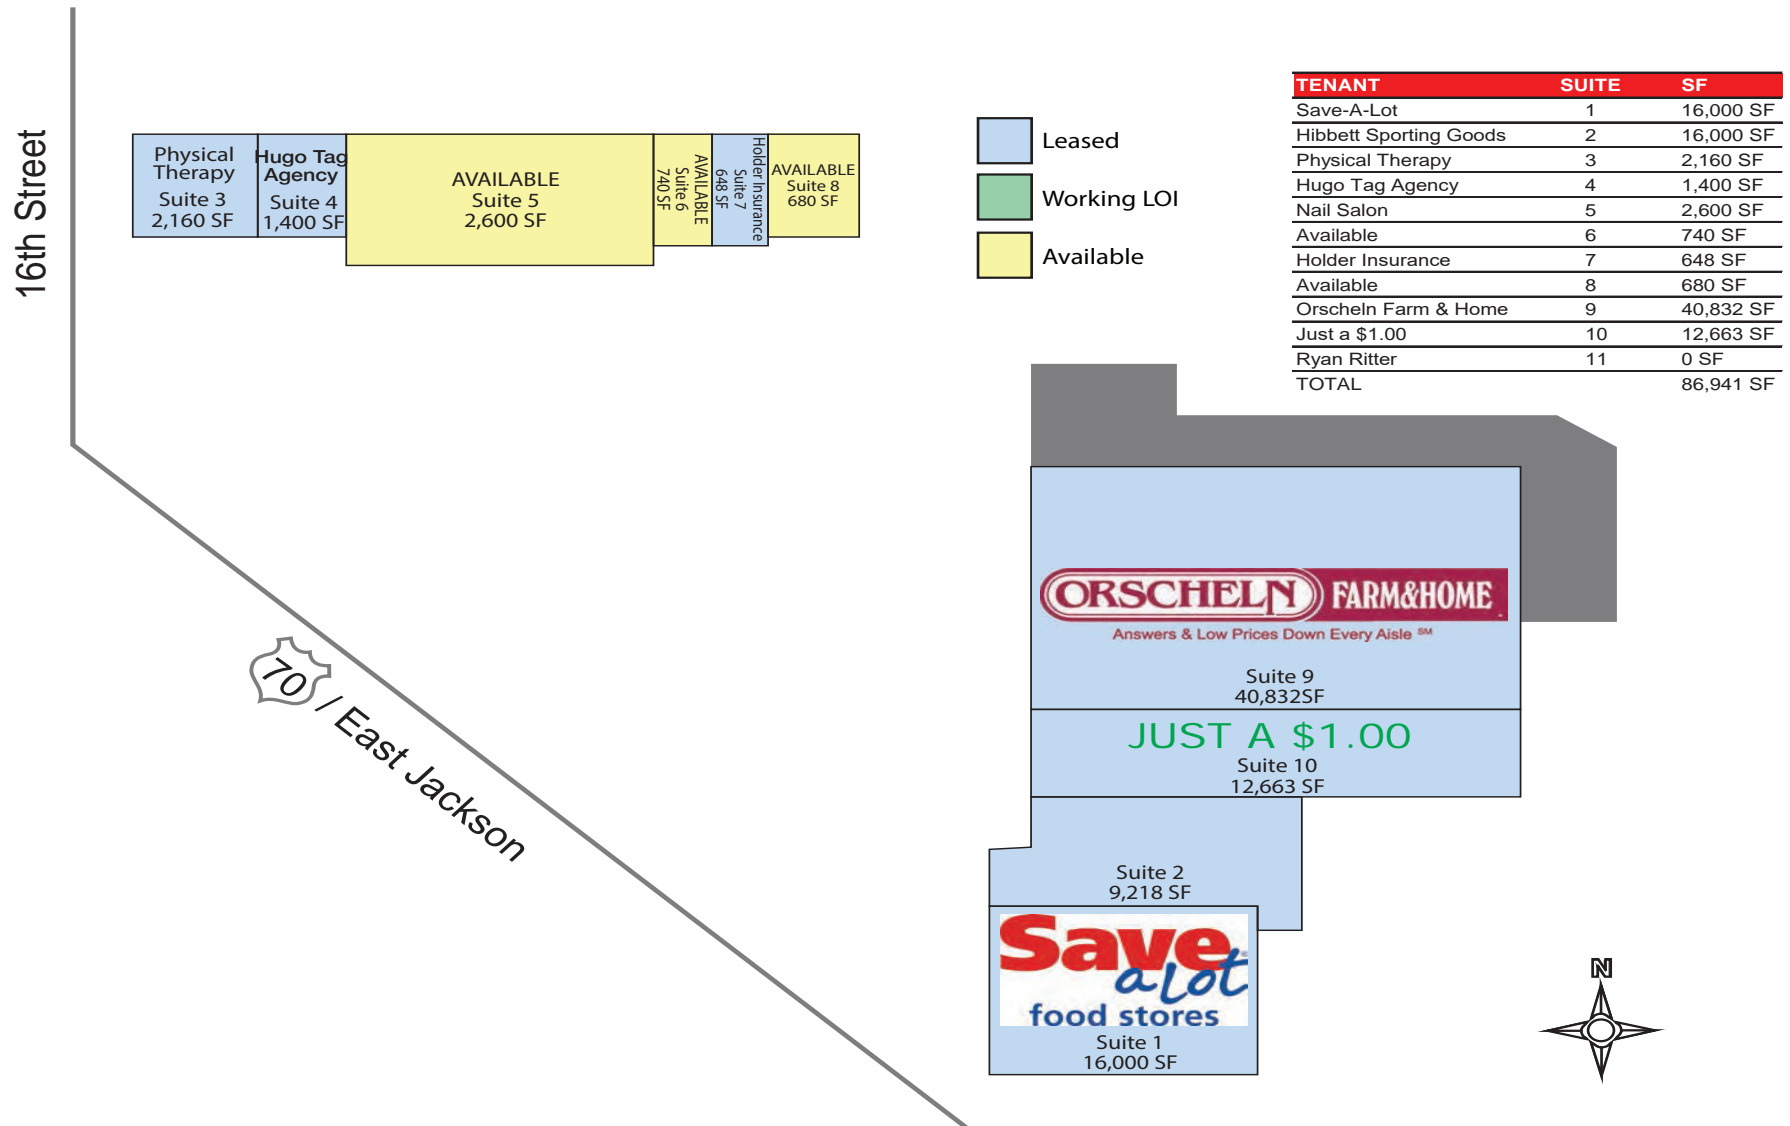 16th Street
Physical
Therapy
Suite 3
2,160 SF
Hugo Tag
Agency
Suite 4
1,400 SF
AVAILABLE
Suite 5
2,600 SF
AVAILABLE
Suite 6
740 SF
Holder Insurance
Suite 7
648 SF
AVAILABLE
Suite 8
680 SF
Leased
Working LOI
Available
TENANT SUITE SF
Save-A-Lot 1 16,000 SF
Hibbett Sporting Goods 2 16,000 SF
Physical Therapy 3 2,160 SF
Hugo Tag Agency 4 1,400 SF
Nail Salon 5 2,600 SF
Available 6 740 SF
Holder Insurance 7 648 SF
Available 8 680 SF
Orscheln Farm & Home 9 40,832 SF
Just a $1.00 10 12,663 SF
Ryan Ritter 11 0 SF
TOTAL 86,941 SF
70 / East Jackson
ORSCHELN FARM&HOME
Answers & Low Prices Down Every Aisle SM
Suite 9
40,832SF
JUST A $1.00
Suite 10
12,663 SF
Suite 2
9,218 SF
Save
a lot
food stores
Suite 1
16,000 SF
N